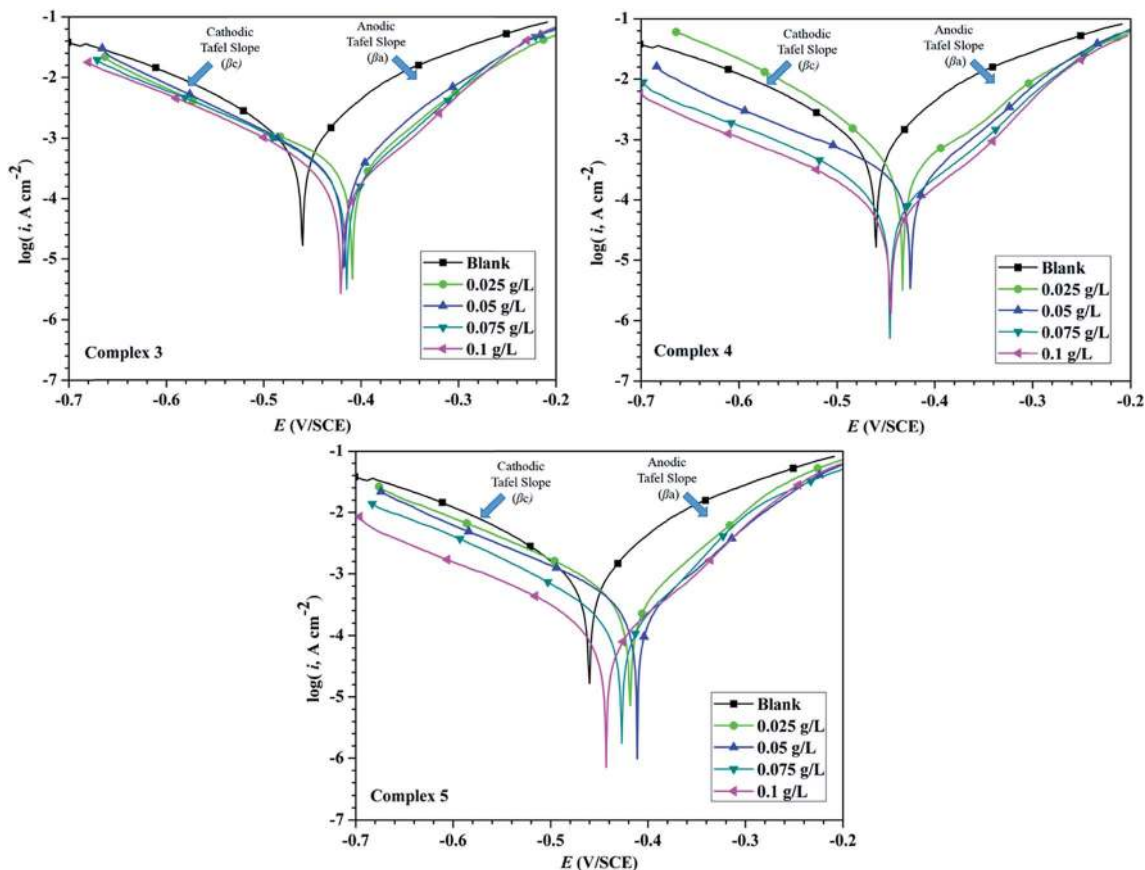 -1
-2
-3
-4
-5
-6
-7
log( i, A cm⁻²)
Cathodic
Tafel Slope
(βc)
Anodic
Tafel Slope
(βa)
Blank
0.025 g/L
0.05 g/L
0.075 g/L
0.1 g/L
Complex 3
-0.7
-0.6
-0.5
-0.4
-0.3
-0.2
E (V/SCE)
-1
-2
-3
-4
-5
-6
-7
log( i, A cm⁻²)
Cathodic
Tafel Slope
(βc)
Anodic
Tafel Slope
(βa)
Blank
0.025 g/L
0.05 g/L
0.075 g/L
0.1 g/L
Complex 4
-0.7
-0.6
-0.5
-0.4
-0.3
-0.2
E (V/SCE)
-1
-2
-3
-4
-5
-6
-7
log( i, A cm⁻²)
Cathodic
Tafel Slope
(βc)
Anodic
Tafel Slope
(βa)
Blank
0.025 g/L
0.05 g/L
0.075 g/L
0.1 g/L
Complex 5
-0.7
-0.6
-0.5
-0.4
-0.3
-0.2
E (V/SCE)